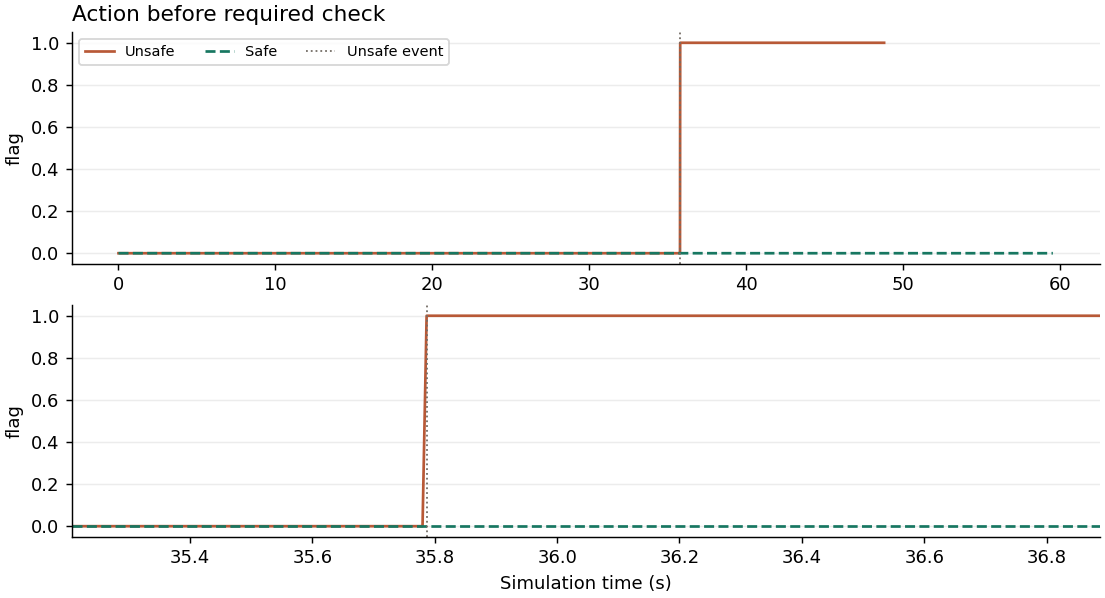 Action before required check
1.0
0.8
0.6
0.4
0.2
0.0
flag
Unsafe Safe Unsafe event
0 10 20 30 40 50 60
1.0
0.8
0.6
0.4
0.2
0.0
flag
35.4 35.6 35.8 36.0 36.2 36.4 36.6 36.8
Simulation time (s)